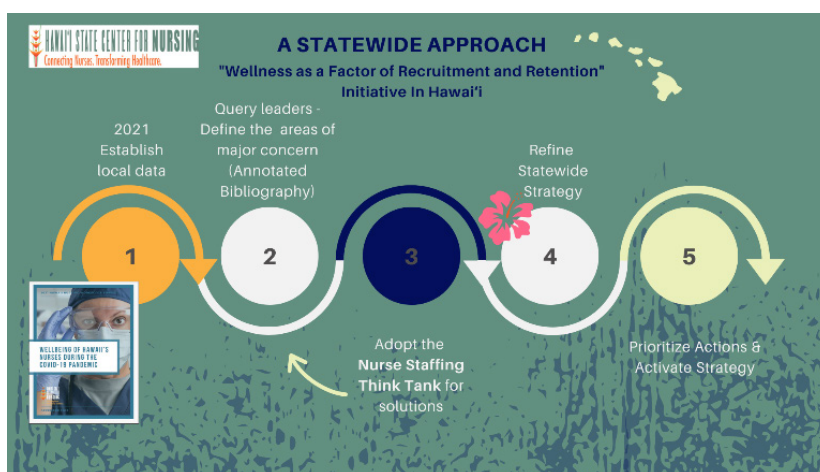 HAWAI'I STATE CENTER FOR NURSING
Connecting Nurses. Transforming Healthcare.
A STATEWIDE APPROACH
"Wellness as a Factor of Recruitment and Retention"
Initiative In Hawai'i
2021
Establish
local data
Query leaders -
Define the areas of
major concern
(Annotated
Bibliography)
Refine
Statewide
Strategy
1
2
3
4
5
WELLBEING OF HAWAII'S
NURSES DURING THE
COVID-19 PANDEMIC
Adopt the
Nurse Staffing
Think Tank for
solutions
Prioritize Actions &
Activate Strategy